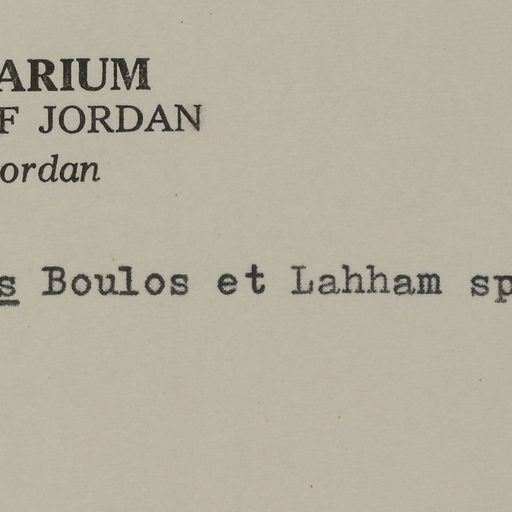 ARIUM
F JORDAN
ordan
s Boulos et Lahham sp